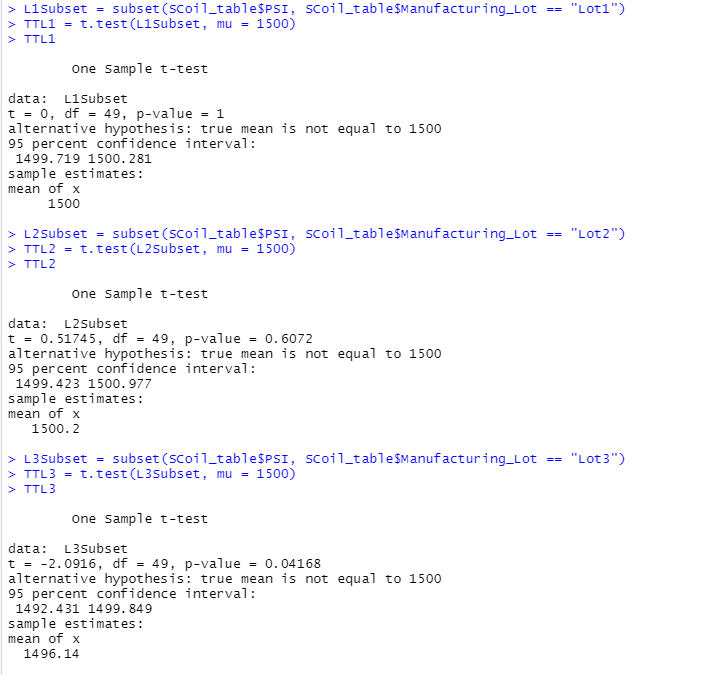 > L1Subset = subset(SCoil_table$PSI, SCoil_table$Manufacturing_Lot == "Lot1")
> TTL1 = t.test(L1Subset, mu = 1500)
> TTL1
One Sample t-test
data:  L1Subset
t = 0, df = 49, p-value = 1
alternative hypothesis: true mean is not equal to 1500
95 percent confidence interval:
1499.719 1500.281
sample estimates:
mean of x
1500
> L2Subset = subset(SCoil_table$PSI, SCoil_table$Manufacturing_Lot == "Lot2")
> TTL2 = t.test(L2Subset, mu = 1500)
> TTL2
One Sample t-test
data:  L2Subset
t = 0.51745, df = 49, p-value = 0.6072
alternative hypothesis: true mean is not equal to 1500
95 percent confidence interval:
1499.423 1500.977
sample estimates:
mean of x
1500.2
> L3Subset = subset(SCoil_table$PSI, SCoil_table$Manufacturing_Lot == "Lot3")
> TTL3 = t.test(L3Subset, mu = 1500)
> TTL3
One Sample t-test
data:  L3Subset
t = -2.0916, df = 49, p-value = 0.04168
alternative hypothesis: true mean is not equal to 1500
95 percent confidence interval:
1492.431 1499.849
sample estimates:
mean of x
1496.14